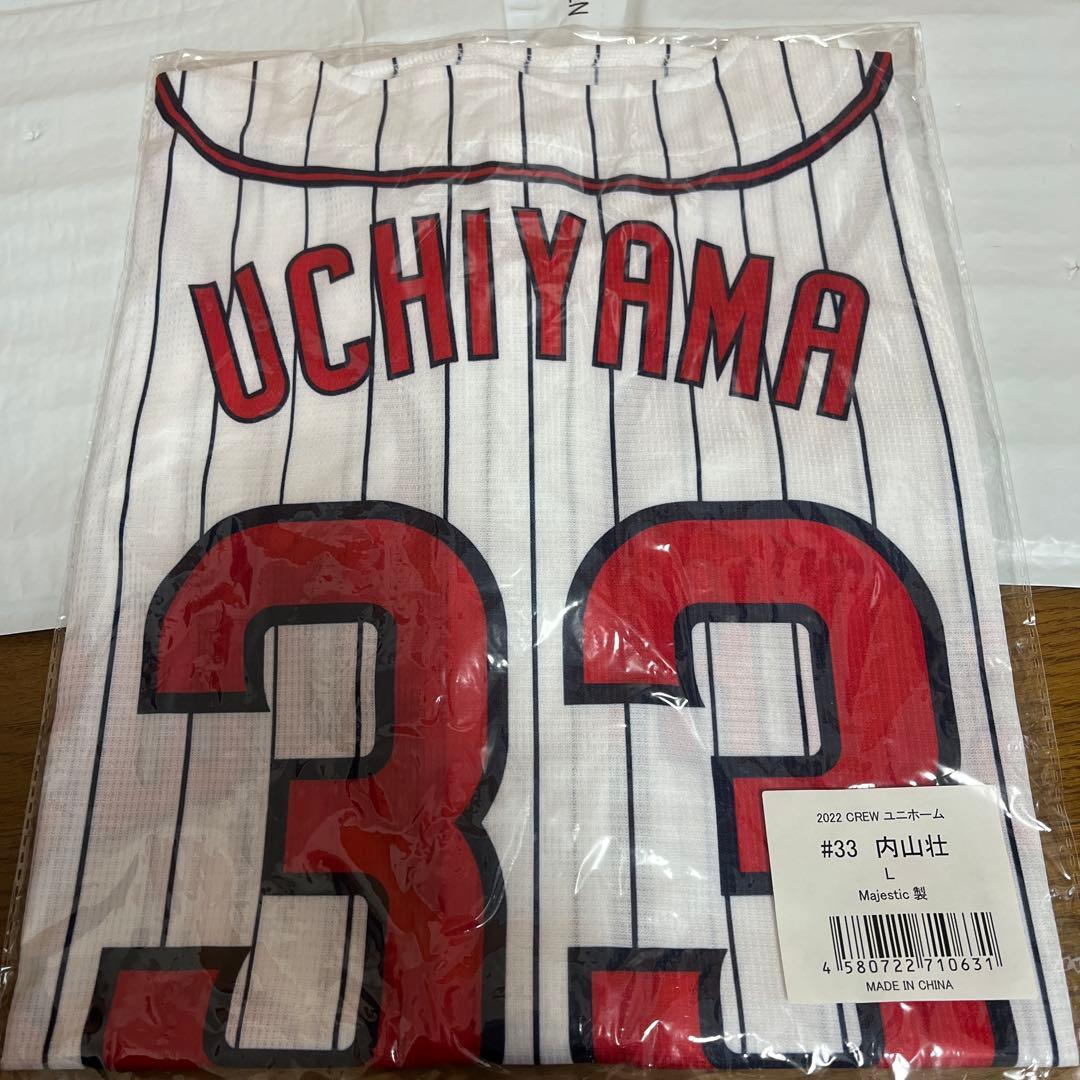 UCHIYAMA
33
2022 CREW ユニホーム
#33 内山壮
L
Majestic 製
4 580722 710631
MADE IN CHINA